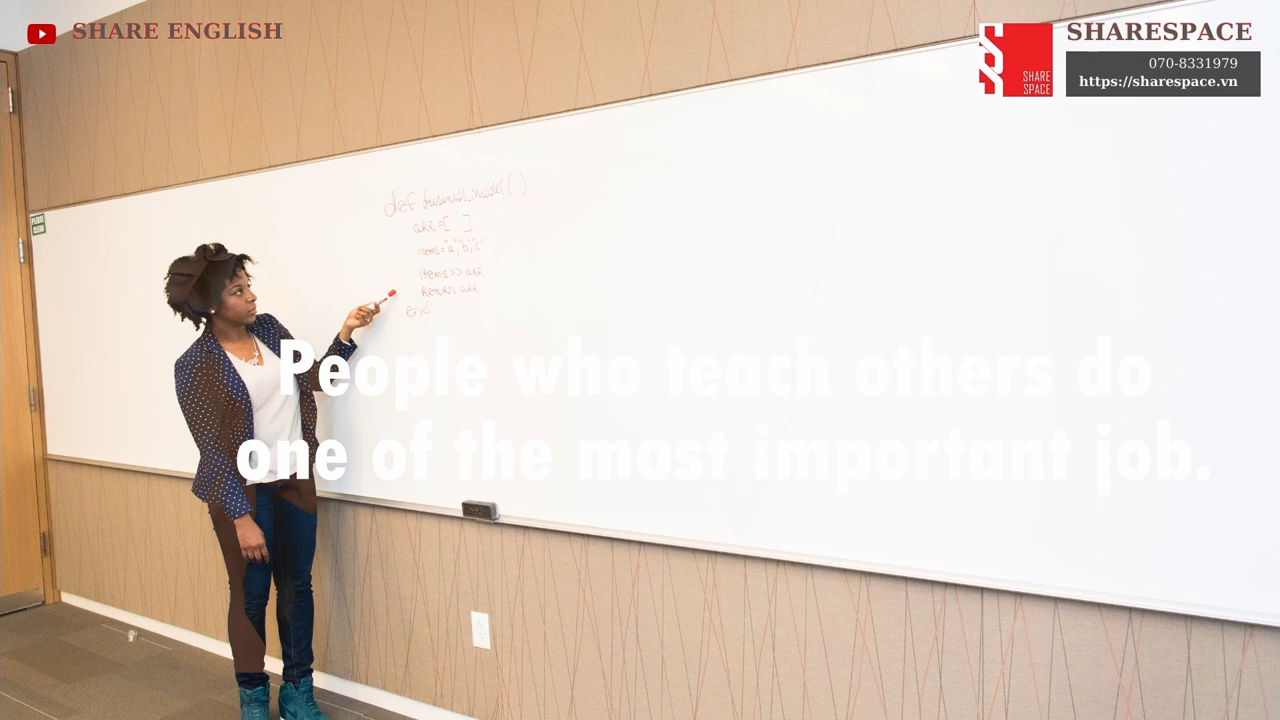 SHARE ENGLISH
SHARESPACE
SHARE
SPACE
070-8331979
https://sharespace.vn
def business_model( )
arr = [ ]
items = "a", "b", "c"
items >> arr
return arr
end
People who teach others do
one of the most important job.